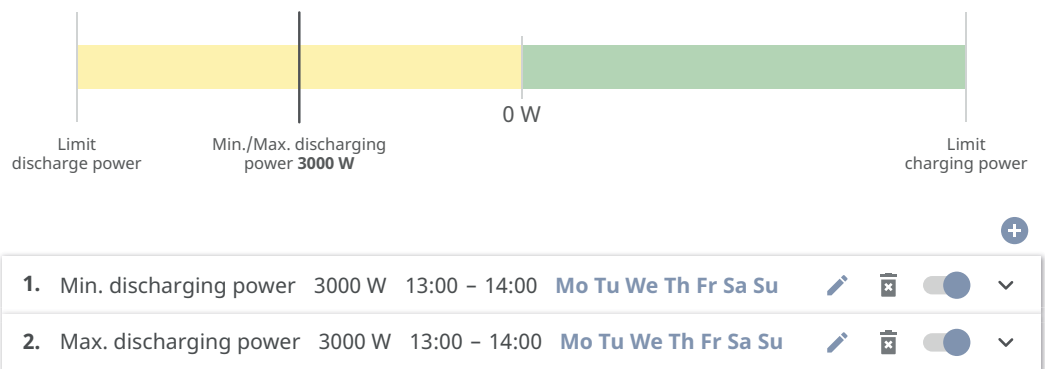 0 W
Limit
discharge power
Min./Max. discharging
power 3000 W
Limit
charging power
1. Min. discharging power 3000 W 13:00 – 14:00 Mo Tu We Th Fr Sa Su
2. Max. discharging power 3000 W 13:00 – 14:00 Mo Tu We Th Fr Sa Su